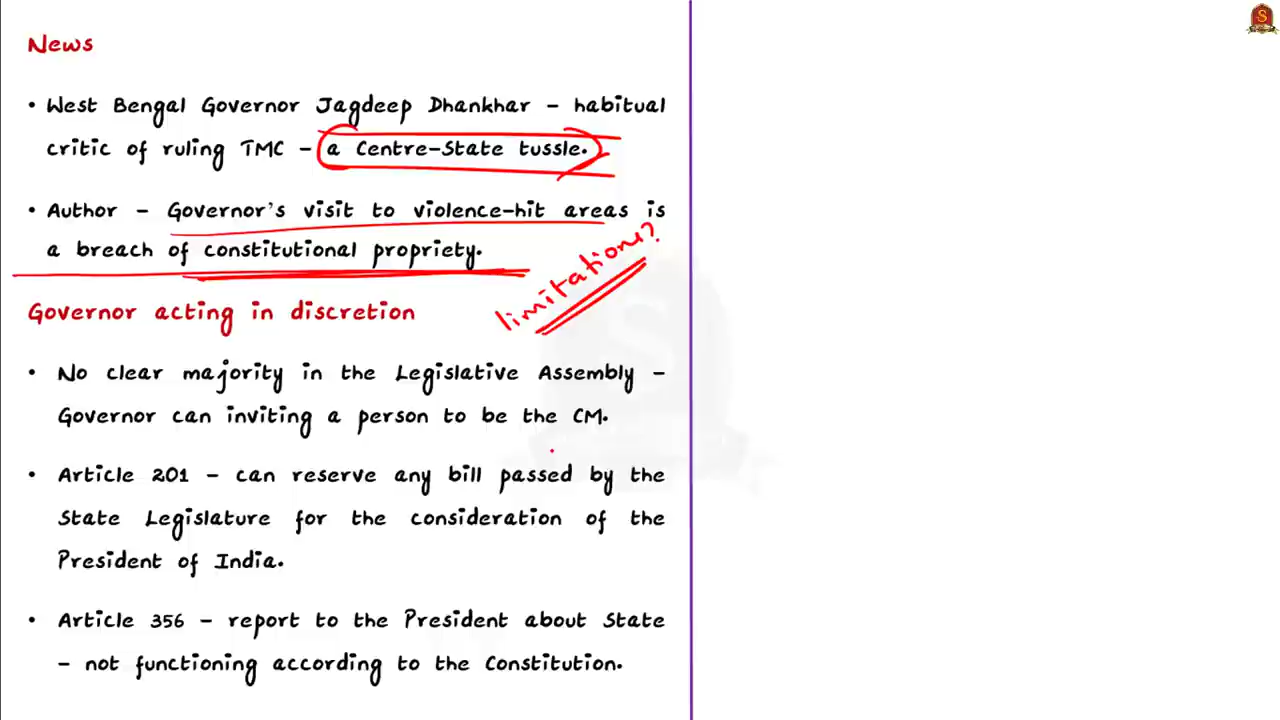 News
• West Bengal Governor Jagdeep Dhankhar – habitual
critic of ruling TMC – a Centre-State tussle.
• Author – Governor's visit to violence-hit areas is
a breach of constitutional propriety.
limitations?
Governor acting in discretion
• No clear majority in the Legislative Assembly –
Governor can inviting a person to be the CM.
• Article 201 – can reserve any bill passed by the
State Legislature for the consideration of the
President of India.
• Article 356 – report to the President about State
– not functioning according to the Constitution.
S